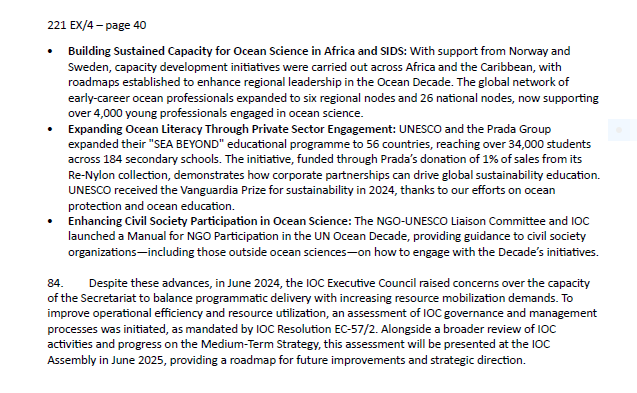 221 EX/4 – page 40
• Building Sustained Capacity for Ocean Science in Africa and SIDS: With support from Norway and
Sweden, capacity development initiatives were carried out across Africa and the Caribbean, with
roadmaps established to enhance regional leadership in the Ocean Decade. The global network of
early-career ocean professionals expanded to six regional nodes and 26 national nodes, now supporting
over 4,000 young professionals engaged in ocean science.
• Expanding Ocean Literacy Through Private Sector Engagement: UNESCO and the Prada Group
expanded their "SEA BEYOND" educational programme to 56 countries, reaching over 34,000 students
across 184 secondary schools. The initiative, funded through Prada's donation of 1% of sales from its
Re-Nylon collection, demonstrates how corporate partnerships can drive global sustainability education.
UNESCO received the Vanguardia Prize for sustainability in 2024, thanks to our efforts on ocean
protection and ocean education.
• Enhancing Civil Society Participation in Ocean Science: The NGO-UNESCO Liaison Committee and IOC
launched a Manual for NGO Participation in the UN Ocean Decade, providing guidance to civil society
organizations—including those outside ocean sciences—on how to engage with the Decade's initiatives.
84. Despite these advances, in June 2024, the IOC Executive Council raised concerns over the capacity
of the Secretariat to balance programmatic delivery with increasing resource mobilization demands. To
improve operational efficiency and resource utilization, an assessment of IOC governance and management
processes was initiated, as mandated by IOC Resolution EC-57/2. Alongside a broader review of IOC
activities and progress on the Medium-Term Strategy, this assessment will be presented at the IOC
Assembly in June 2025, providing a roadmap for future improvements and strategic direction.